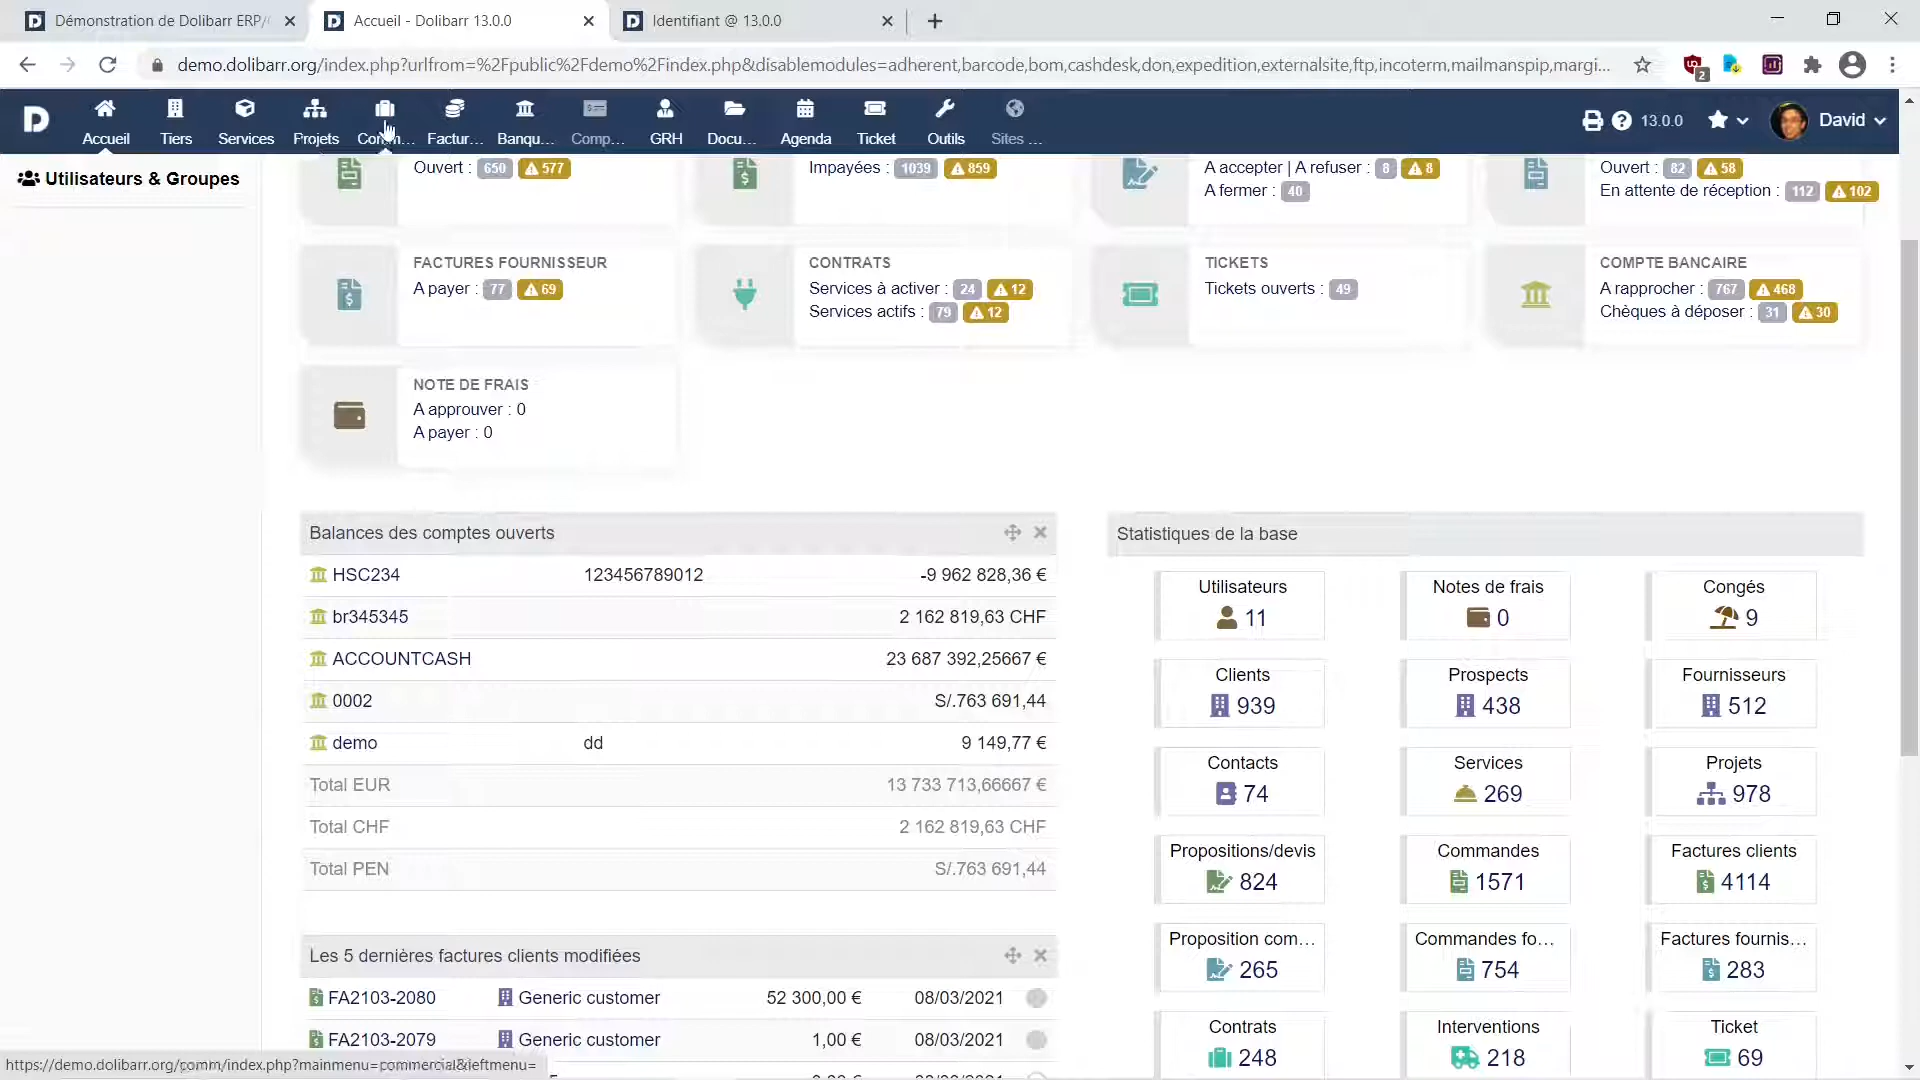 Démonstration de Dolibarr ERP/
Accueil - Dolibarr 13.0.0
Identifiant @ 13.0.0
demo.dolibarr.org/index.php?urlfrom=%2Fpublic%2Fdemo%2Findex.php&disablemodules=adherent,barcode,bom,cashdesk,don,expedition,externalsite,ftp,incoterm,mailmanspip,margi...
2
Accueil
Tiers
Services
Projets
Comm...
Factur...
Banqu...
Comp...
GRH
Docu...
Agenda
Ticket
Outils
Sites ...
13.0.0
David
Utilisateurs & Groupes
Ouvert : 650 577
Impayées : 1039 859
A accepter | A refuser : 8 8
A fermer : 40
Ouvert : 82 58
En attente de réception : 112 102
FACTURES FOURNISSEUR
A payer : 77 69
CONTRATS
Services à activer : 24 12
Services actifs : 79 12
TICKETS
Tickets ouverts : 49
COMPTE BANCAIRE
A rapprocher : 767 468
Chèques à déposer : 31 30
NOTE DE FRAIS
A approuver : 0
A payer : 0
Balances des comptes ouverts
HSC234 123456789012 -9 962 828,36 €
br345345 2 162 819,63 CHF
ACCOUNTCASH 23 687 392,25667 €
0002 S/.763 691,44
demo dd 9 149,77 €
Total EUR 13 733 713,66667 €
Total CHF 2 162 819,63 CHF
Total PEN S/.763 691,44
Les 5 dernières factures clients modifiées
FA2103-2080 Generic customer 52 300,00 € 08/03/2021
FA2103-2079 Generic customer 1,00 € 08/03/2021
Statistiques de la base
Utilisateurs
11
Notes de frais
0
Congés
9
Clients
939
Prospects
438
Fournisseurs
512
Contacts
74
Services
269
Projets
978
Propositions/devis
824
Commandes
1571
Factures clients
4114
Proposition com...
265
Commandes fo...
754
Factures fournis...
283
Contrats
248
Interventions
218
Ticket
69
https://demo.dolibarr.org/comm/index.php?mainmenu=commercial&leftmenu=